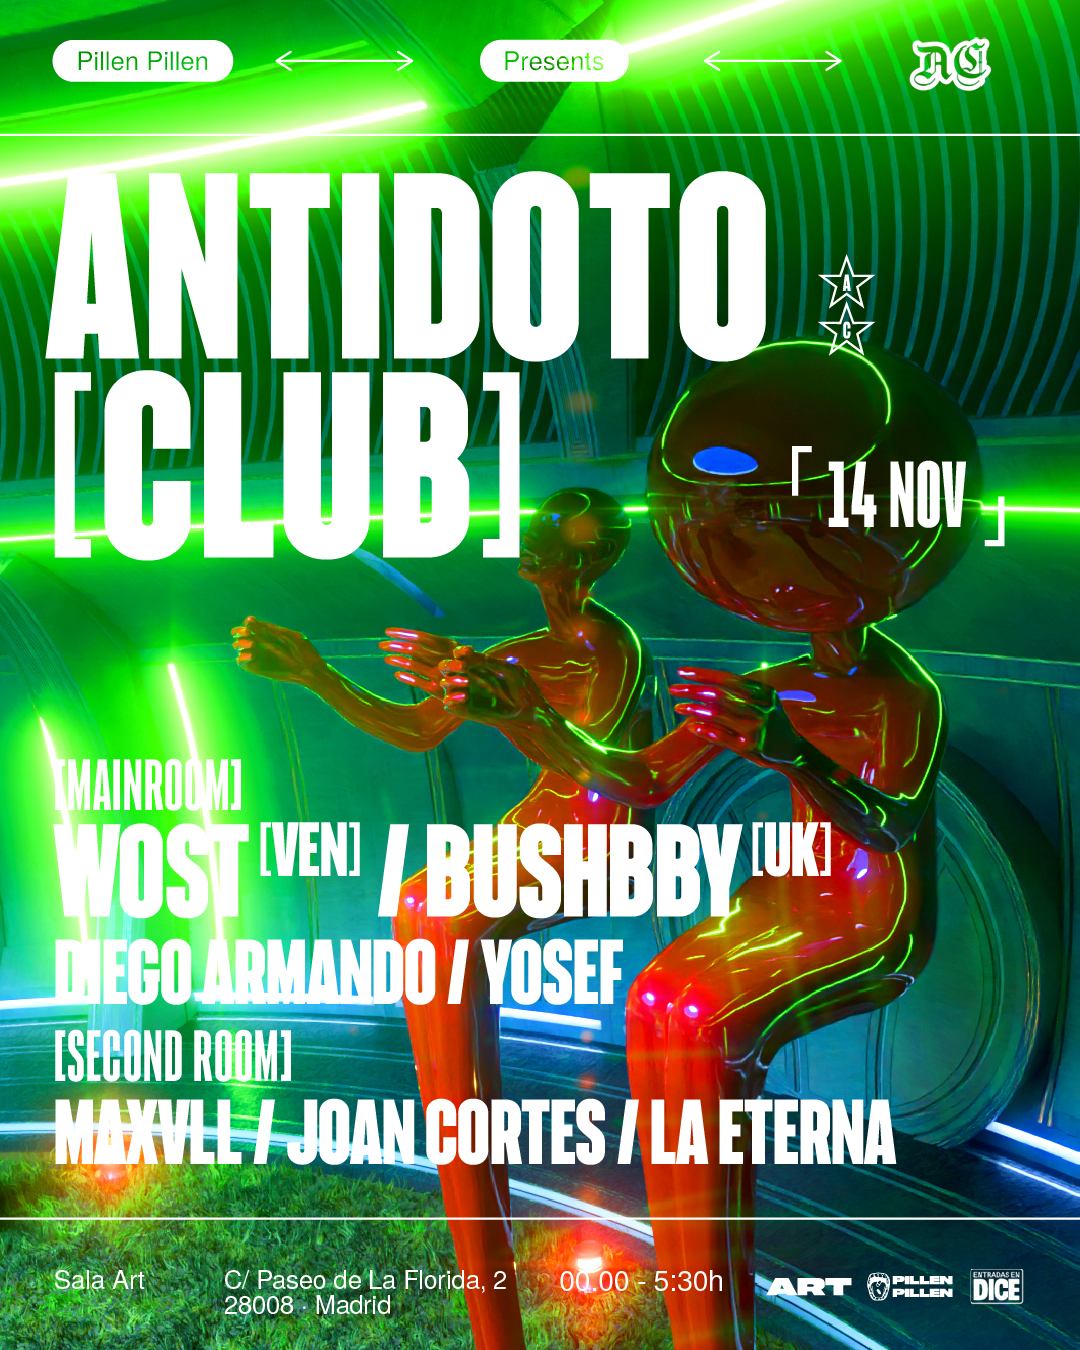 Pillen Pillen
Presents
AC
ANTIDOTO
[CLUB]
A
C
14 NOV
[MAINROOM]
WOST [VEN] / BUSHBBY [UK]
DIEGO ARMANDO / YOSEF
[SECOND ROOM]
MAXVLL / JOAN CORTES / LA ETERNA
Sala Art
C/ Paseo de La Florida, 2
28008 · Madrid
00.00 - 5:30h
ART
PILLEN
PILLEN
ENTRADAS EN
DICE